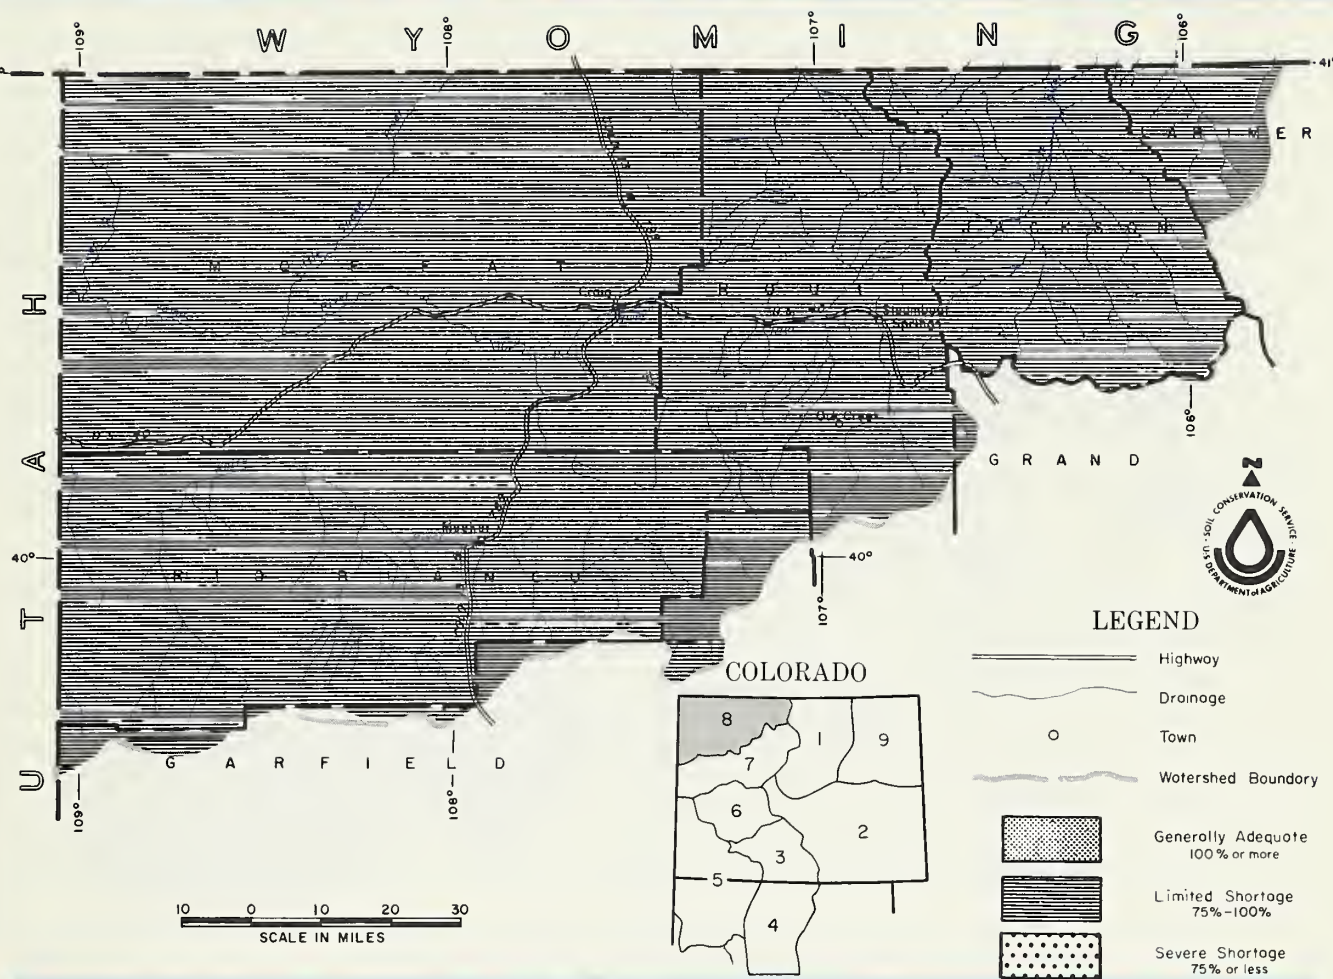 W Y O M I N G
109°
108°
107°
106°
41°
LARIMER
JACKSON
MOFFAT
ROUTT
Craig
Steamboat
Springs
Oak Creek
GRAND
Meeker
RIO BLANCO
40°
40°
106°
107°
UTAH
GARFIELD
109°
108°
N
U.S. DEPARTMENT of AGRICULTURE
SOIL CONSERVATION SERVICE
COLORADO
8
1
9
7
6
2
3
5
4
10 0 10 20 30
SCALE IN MILES
LEGEND
Highway
Drainage
Town
Watershed Boundary
Generally Adequate
100% or more
Limited Shortage
75%-100%
Severe Shortage
75% or less